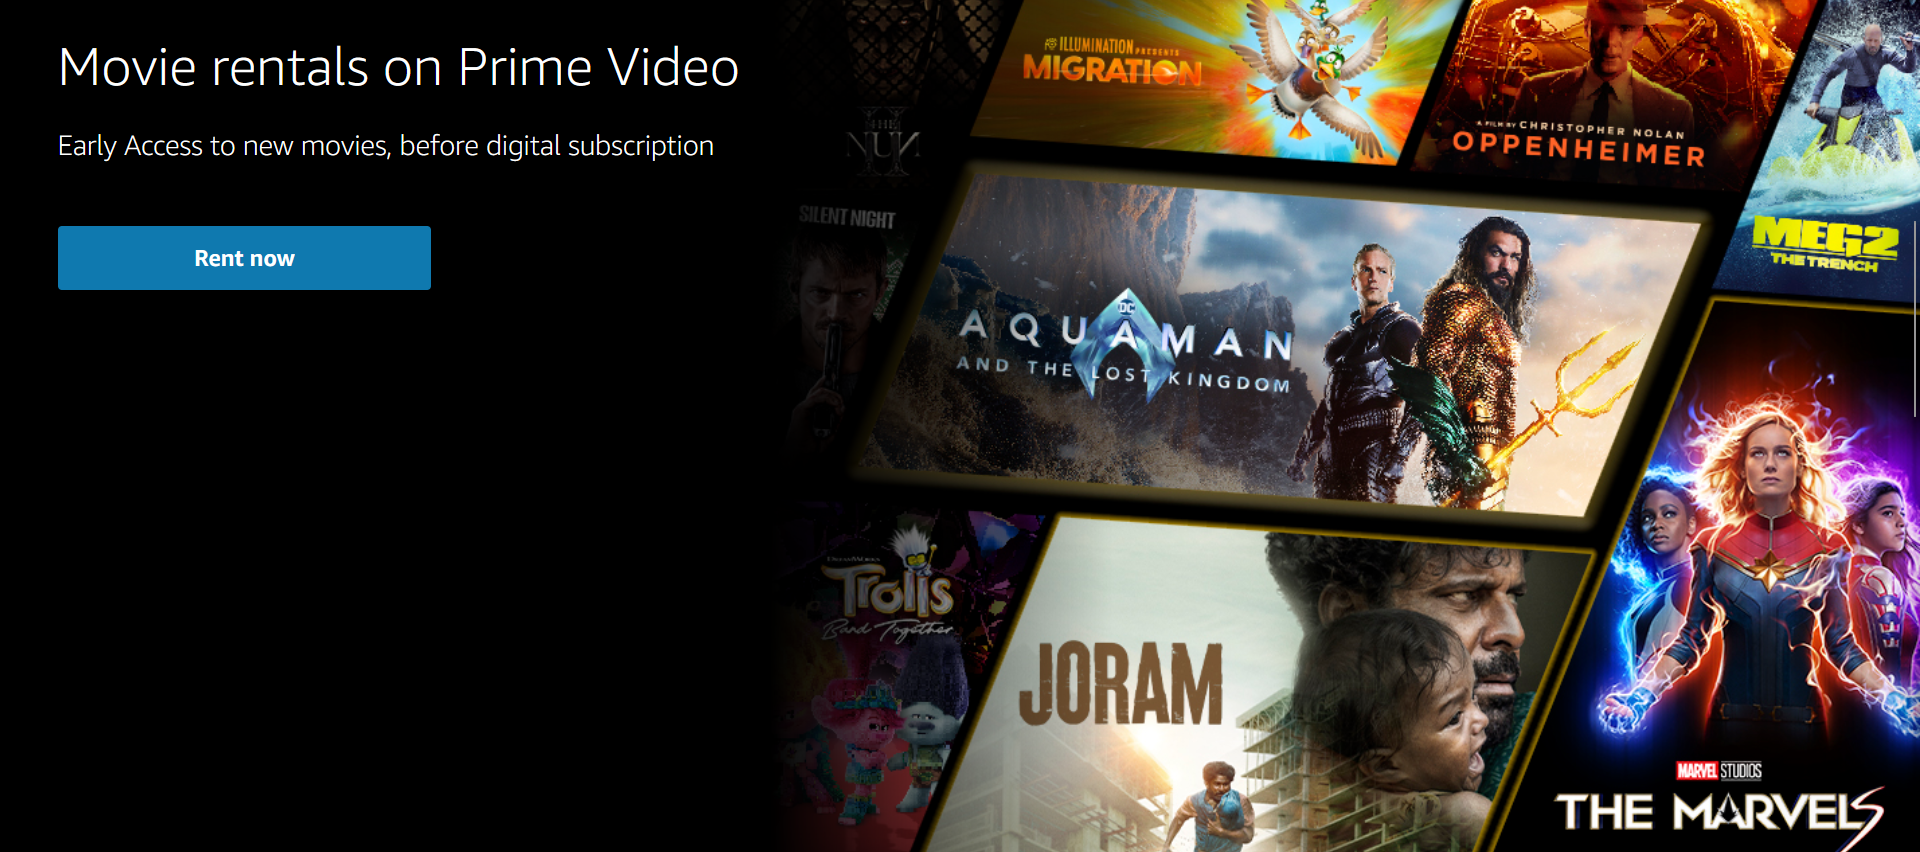 Movie rentals on Prime Video
Early Access to new movies, before digital subscription
Rent now
THE
NUN
SILENT NIGHT
ILLUMINATION PRESENTS
MIGRATION
A FILM BY CHRISTOPHER NOLAN
OPPENHEIMER
MEG2
THE TRENCH
DC
AQUAMAN
AND THE LOST KINGDOM
DREAMWORKS
TROLLS
Band Together
JORAM
MARVEL STUDIOS
THE MARVELS